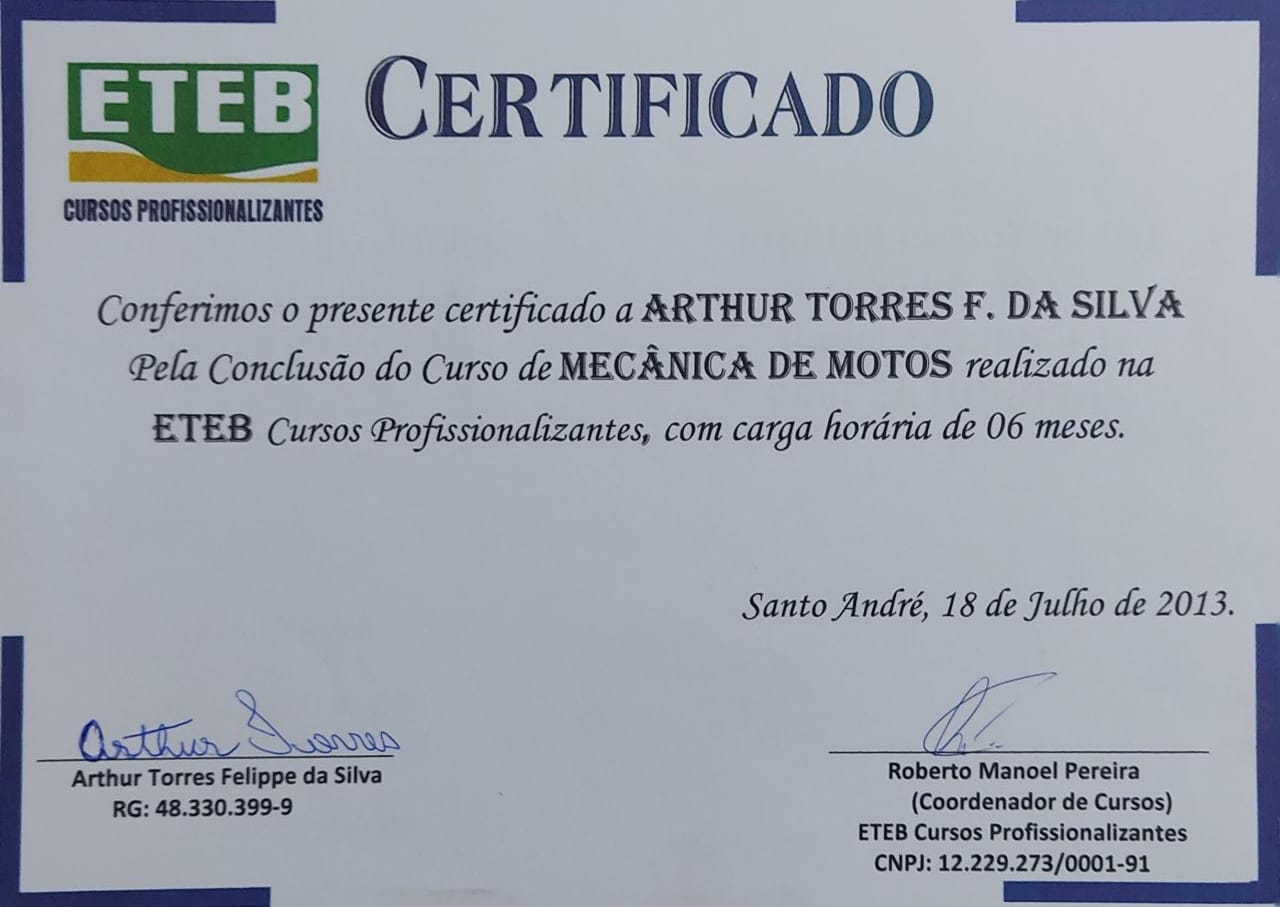 ETEB
CURSOS PROFISSIONALIZANTES
CERTIFICADO
Conferimos o presente certificado a ARTHUR TORRES F. DA SILVA
Pela Conclusão do Curso de MECÂNICA DE MOTOS realizado na
ETEB Cursos Profissionalizantes, com carga horária de 06 meses.
Santo André, 18 de Julho de 2013.
Arthur Torres
Arthur Torres Felippe da Silva
RG: 48.330.399-9
Roberto Manoel Pereira
(Coordenador de Cursos)
ETEB Cursos Profissionalizantes
CNPJ: 12.229.273/0001-91